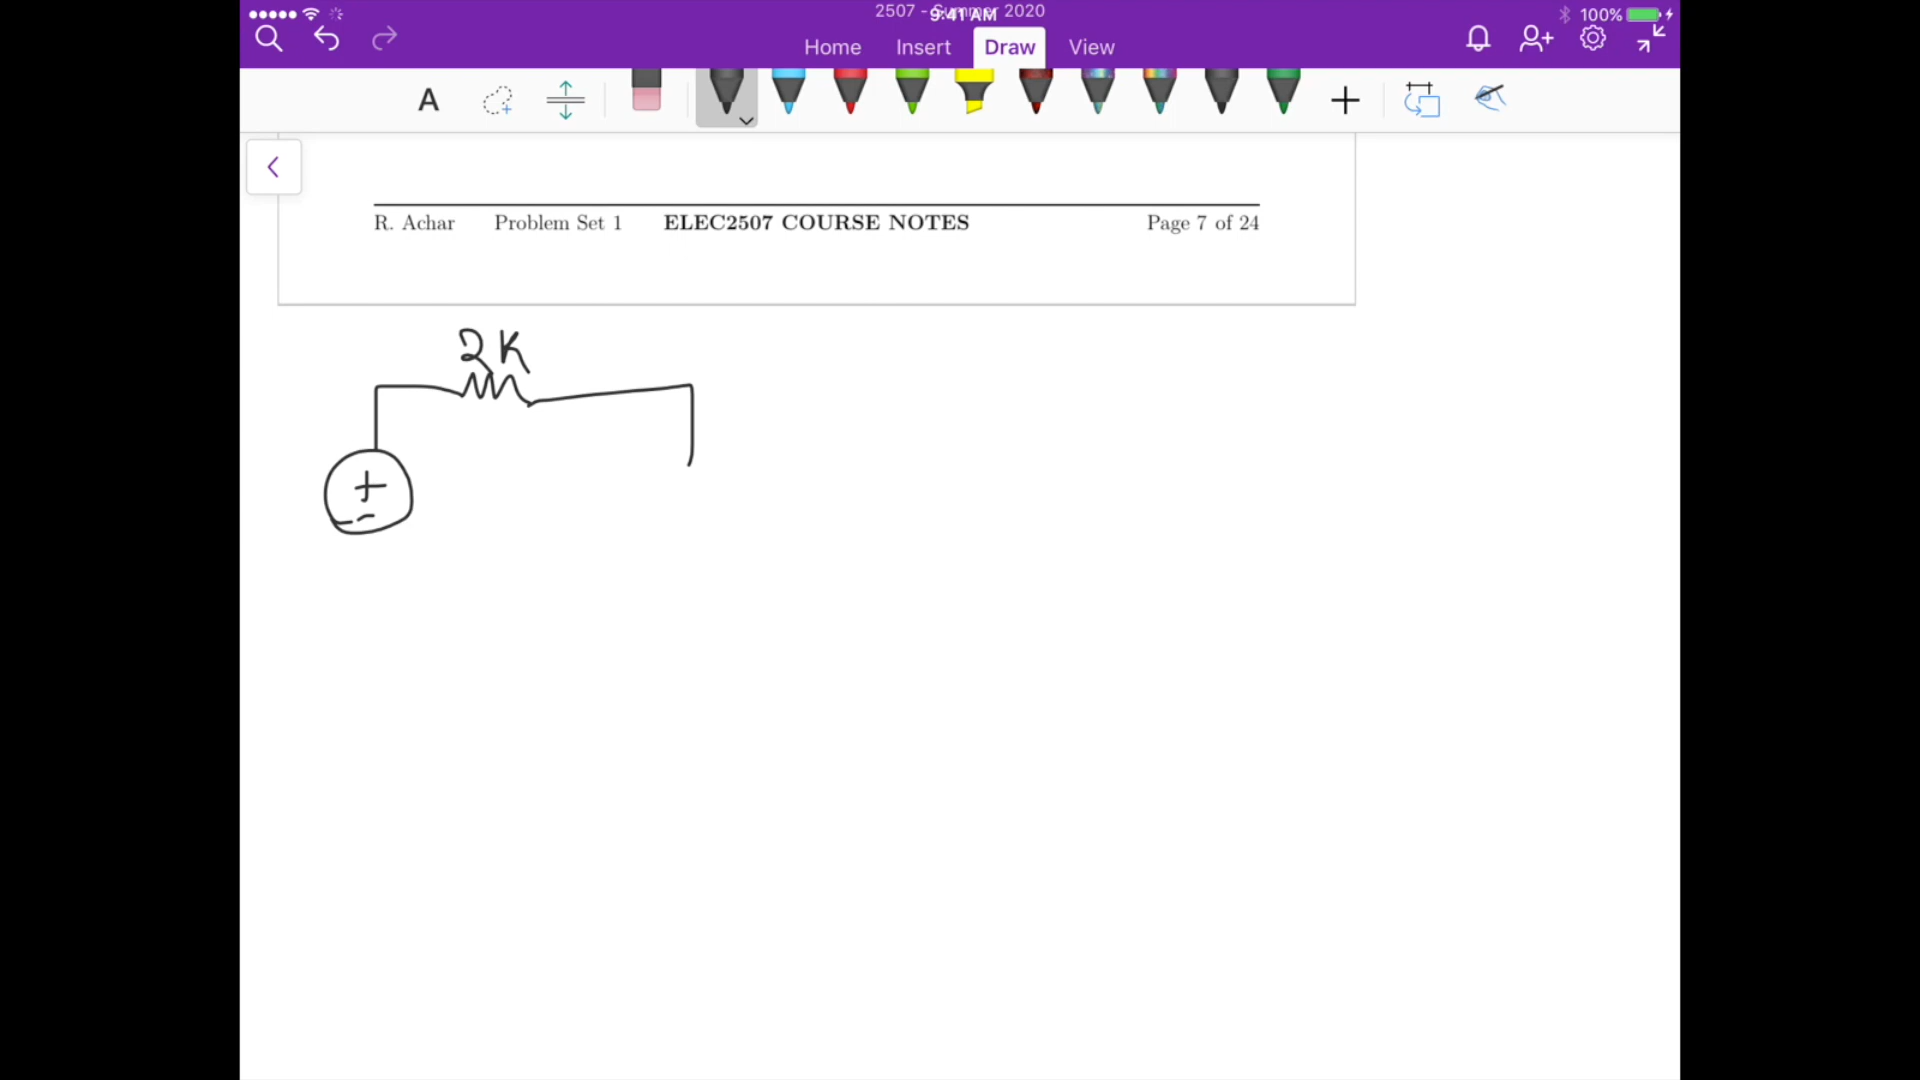 2507 - Summer 2020
9:41 AM
100%
Home Insert Draw View
A
R. Achar Problem Set 1 ELEC2507 COURSE NOTES Page 7 of 24
2K
+
-